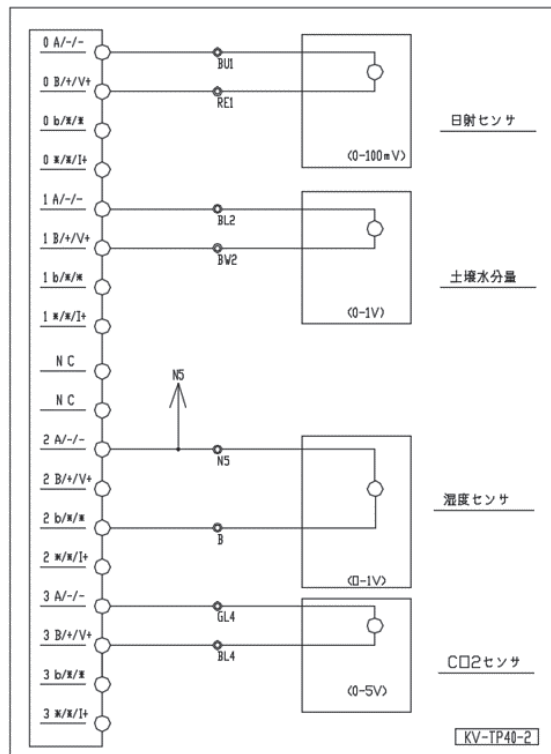 0 A/-/-
BU1
0 B/+/V+
RE1
日射センサ
0 b/*/*
(0-100mV)
0 */*/I+
1 A/-/-
BL2
1 B/+/V+
BW2
1 b/*/*
土壌水分量
(0-1V)
1 */*/I+
NC
N5
NC
2 A/-/-
N5
2 B/+/V+
湿度センサ
2 b/*/*
B
2 */*/I+
(0-1V)
3 A/-/-
GL4
3 B/+/V+
BL4
CO2センサ
3 b/*/*
(0-5V)
3 */*/I+
KV-TP40-2